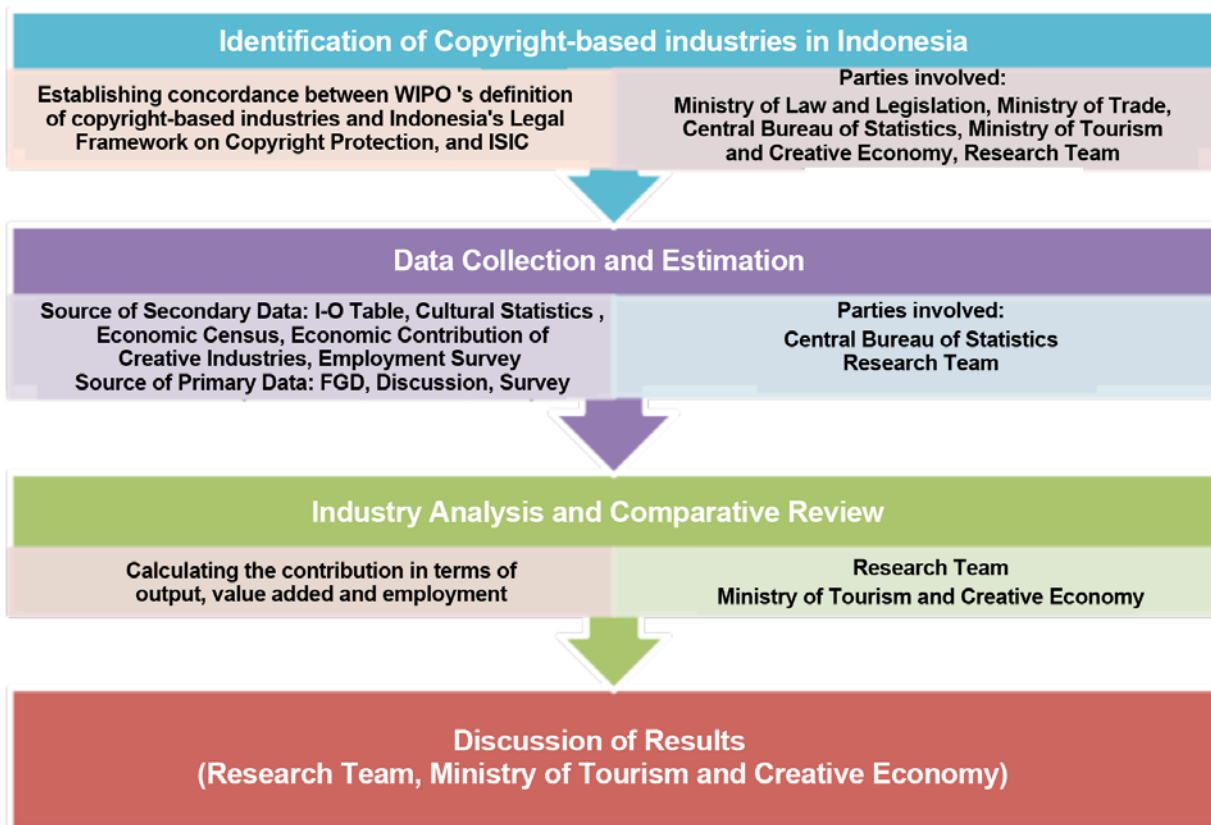 Identification of Copyright-based industries in Indonesia
Establishing concordance between WIPO 's definition
of copyright-based industries and Indonesia's Legal
Framework on Copyright Protection, and ISIC
Parties involved:
Ministry of Law and Legislation, Ministry of Trade,
Central Bureau of Statistics, Ministry of Tourism
and Creative Economy, Research Team
Data Collection and Estimation
Source of Secondary Data: I-O Table, Cultural Statistics ,
Economic Census, Economic Contribution of
Creative Industries, Employment Survey
Source of Primary Data: FGD, Discussion, Survey
Parties involved:
Central Bureau of Statistics
Research Team
Industry Analysis and Comparative Review
Calculating the contribution in terms of
output, value added and employment
Research Team
Ministry of Tourism and Creative Economy
Discussion of Results
(Research Team, Ministry of Tourism and Creative Economy)